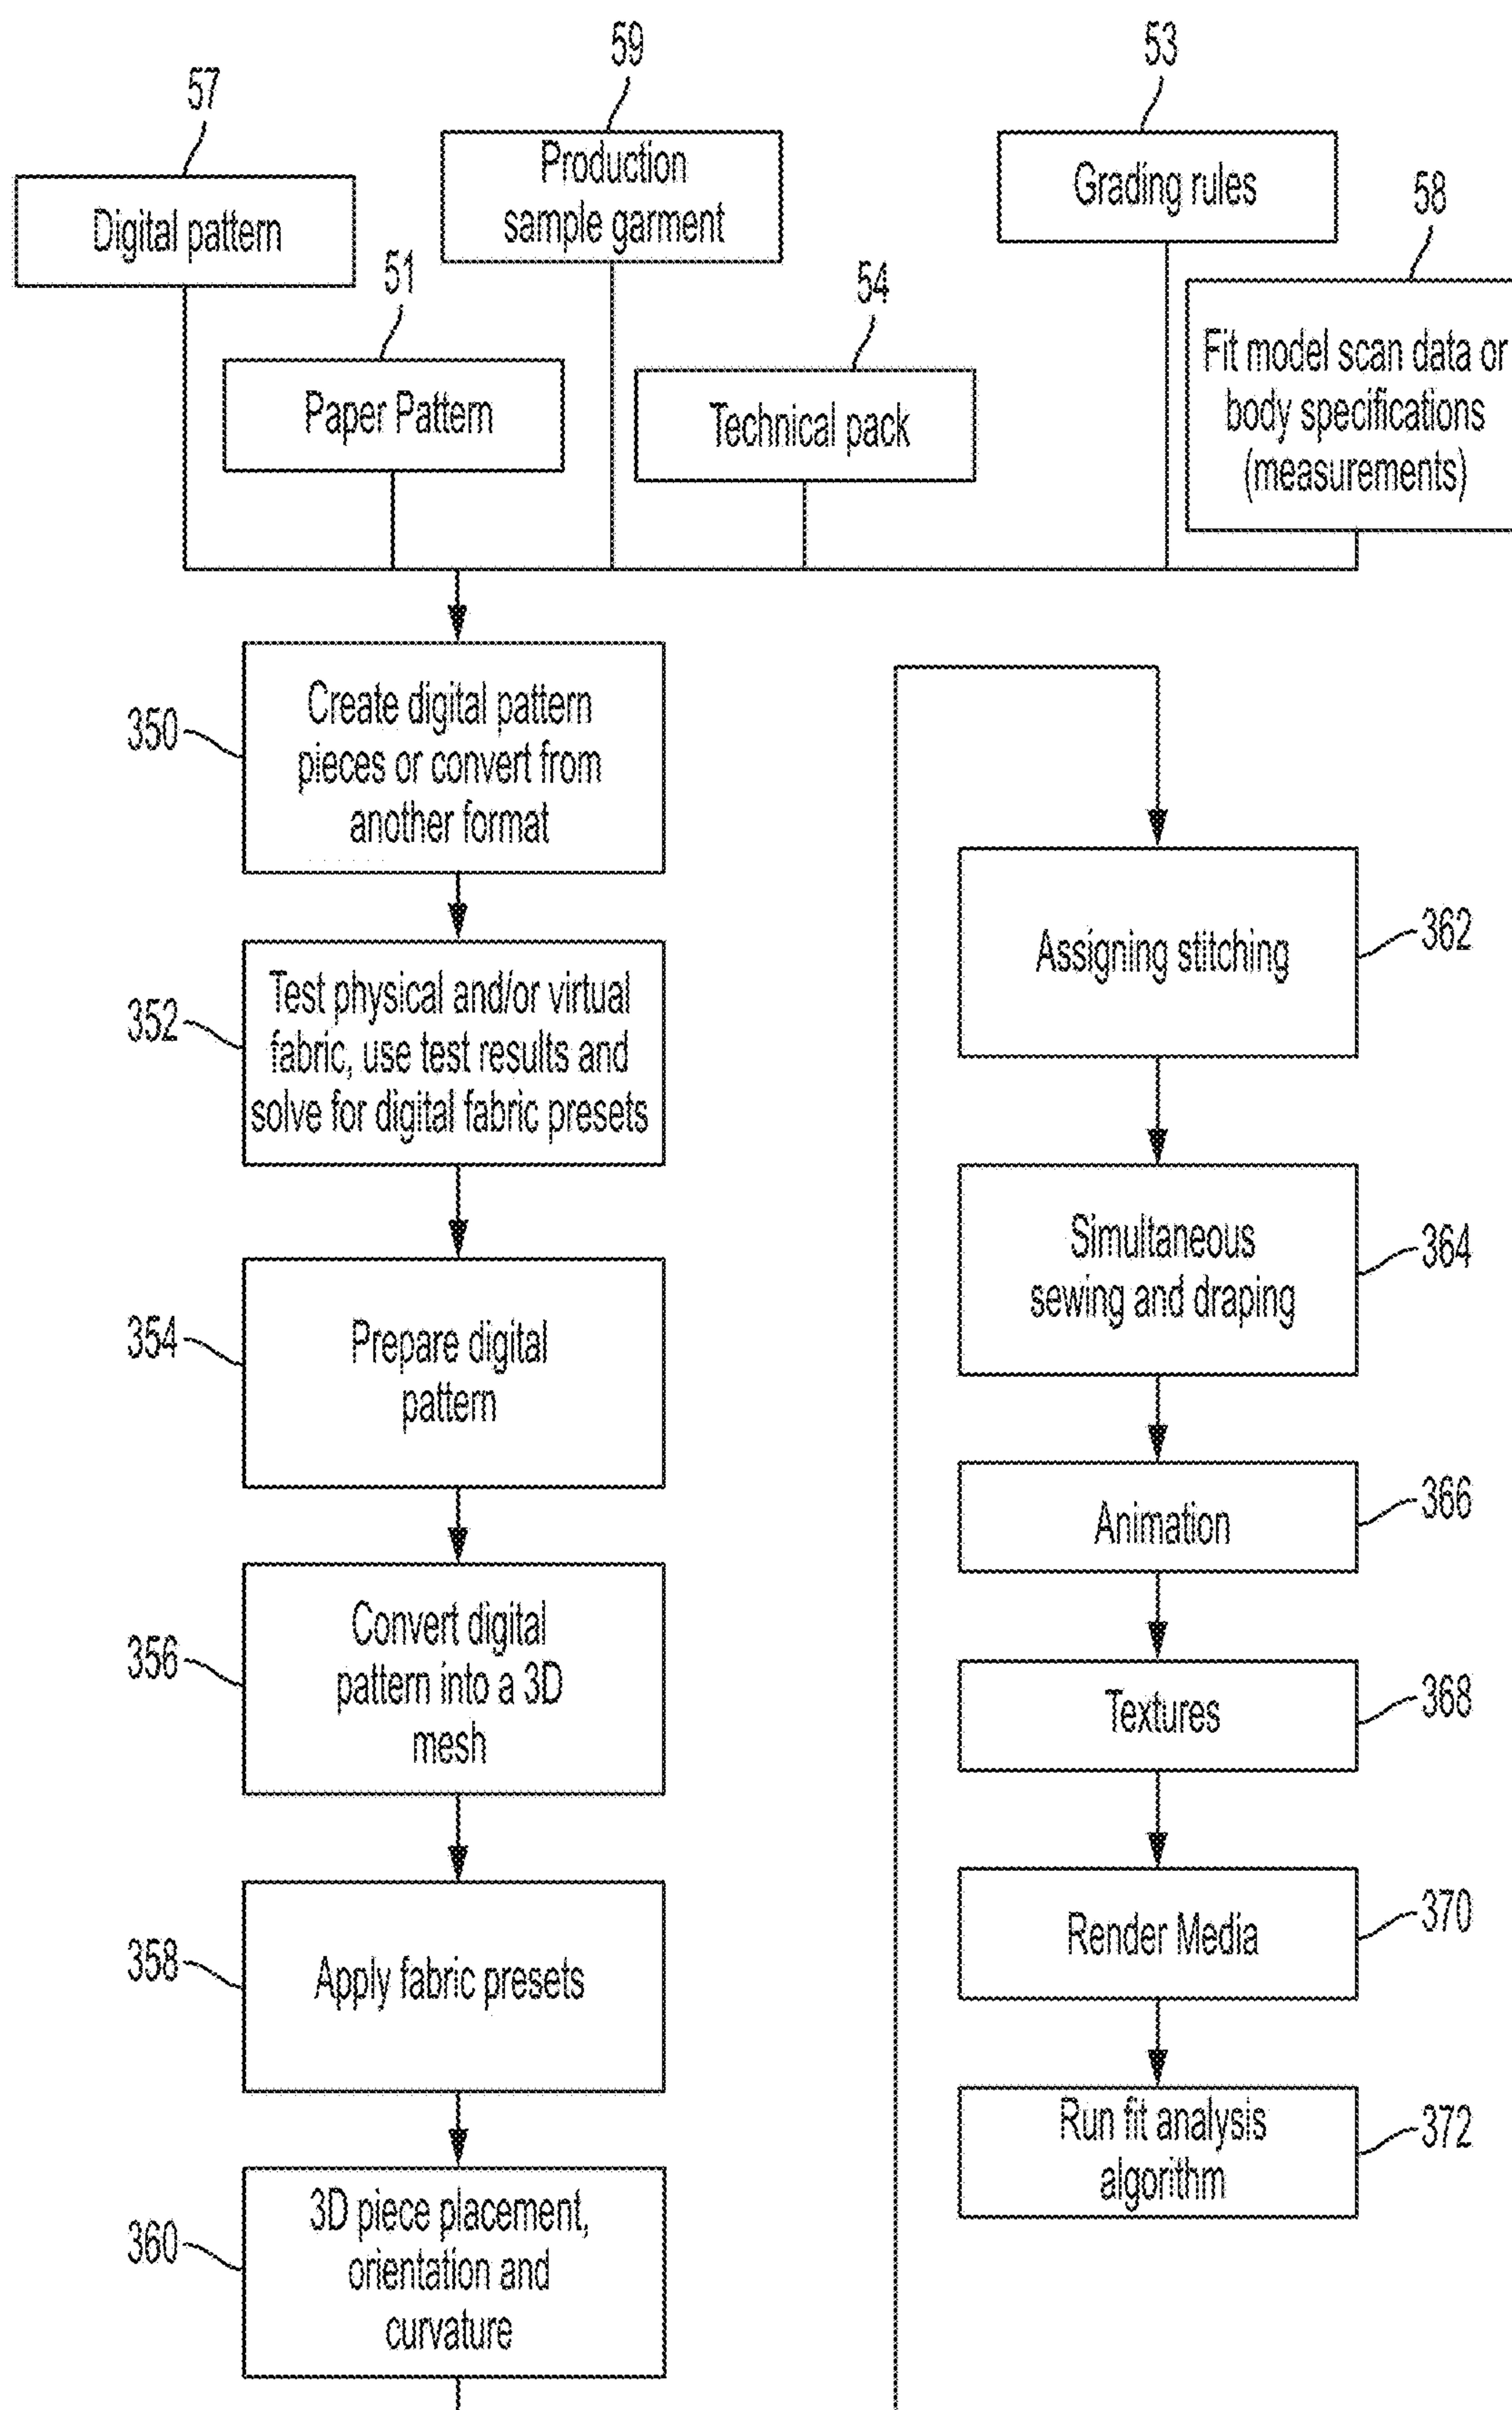 57
59
53
58
Digital pattern
Production
sample garment
Grading rules
51
54
Paper Pattern
Technical pack
Fit model scan data or
body specifications
(measurements)
350
Create digital pattern
pieces or convert from
another format
352
Test physical and/or virtual
fabric, use test results and
solve for digital fabric presets
354
Prepare digital
pattern
356
Convert digital
pattern into a 3D
mesh
358
Apply fabric presets
360
3D piece placement,
orientation and
curvature
Assigning stitching
362
Simultaneous
sewing and draping
364
Animation
366
Textures
368
Render Media
370
Run fit analysis
algorithm
372